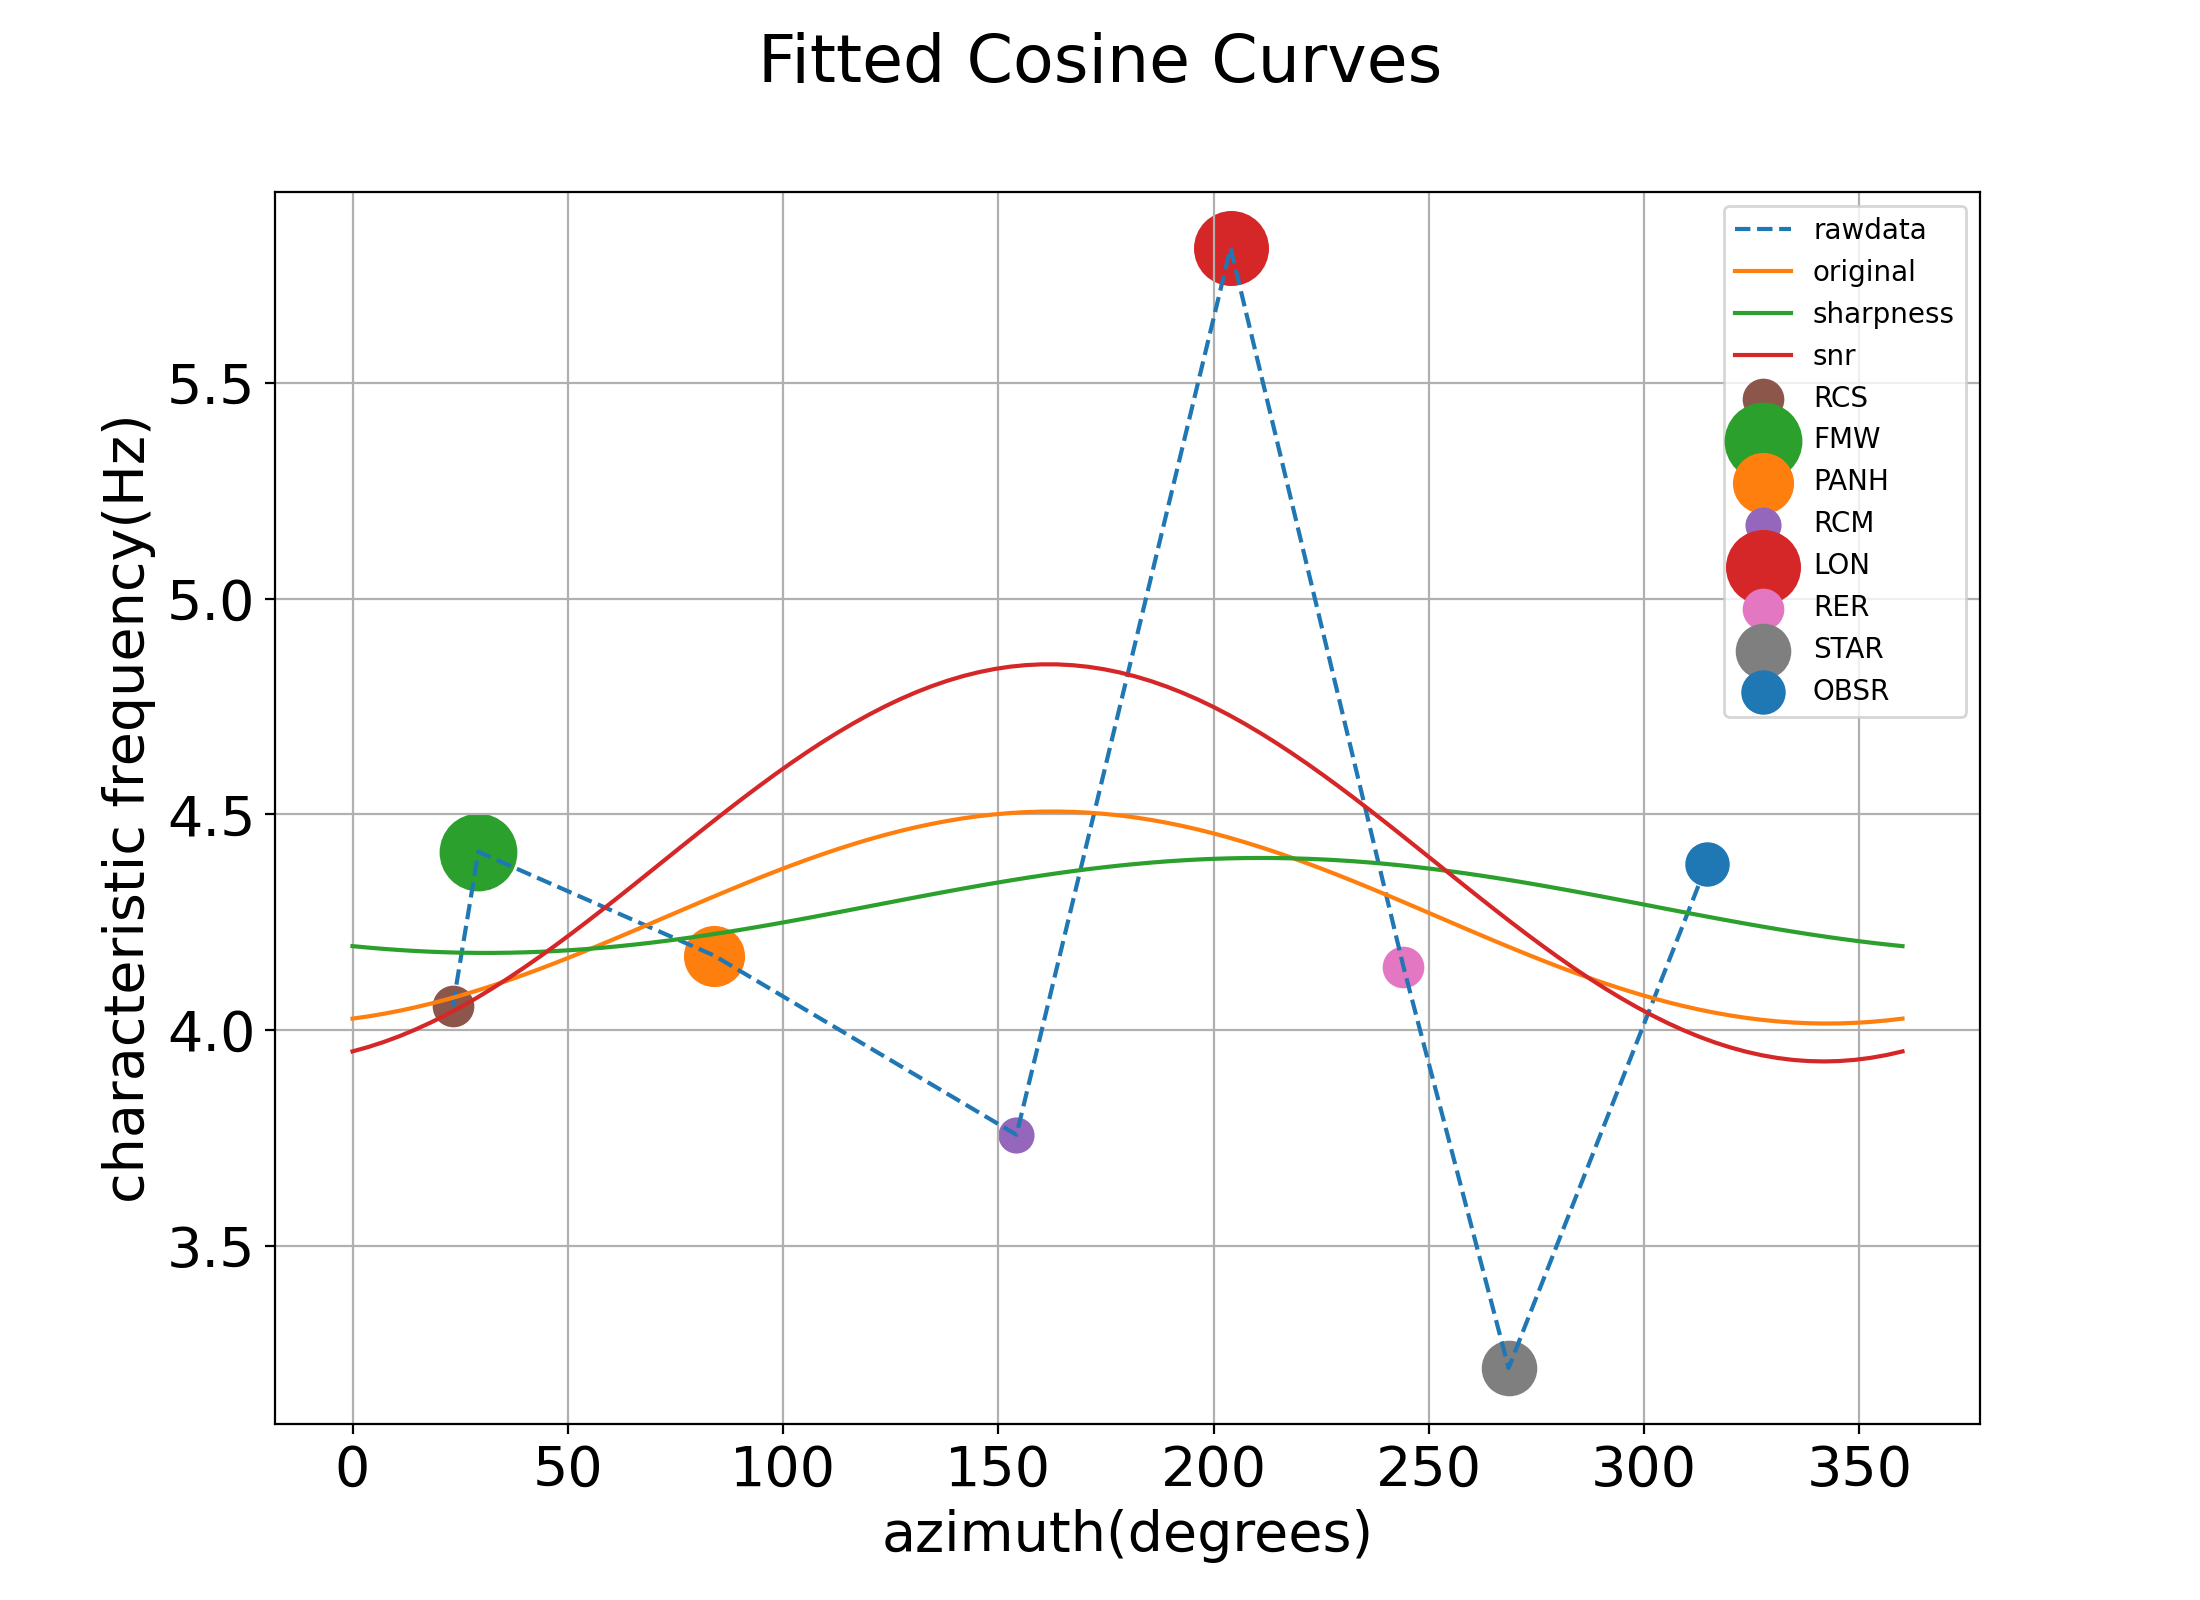 Fitted Cosine Curves
rawdata
original
sharpness
snr
RCS
FMW
PANH
RCM
LON
RER
STAR
OBSR
characteristic frequency(Hz)
5.5
5.0
4.5
4.0
3.5
0 50 100 150 200 250 300 350
azimuth(degrees)